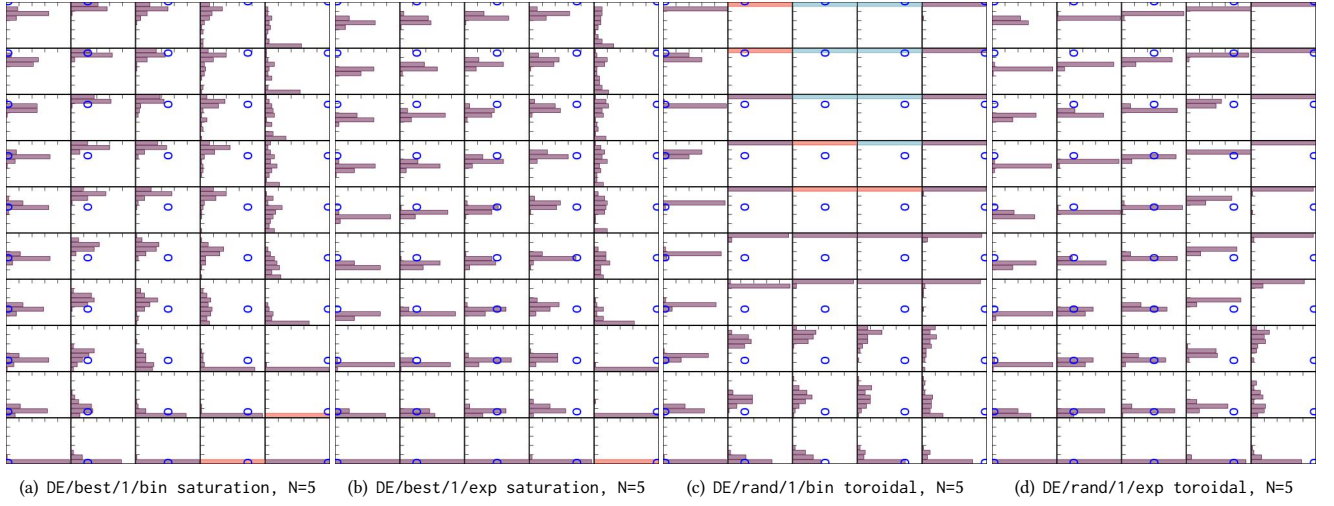 (a) DE/best/1/bin saturation, N=5
(b) DE/best/1/exp saturation, N=5
(c) DE/rand/1/bin toroidal, N=5
(d) DE/rand/1/exp toroidal, N=5